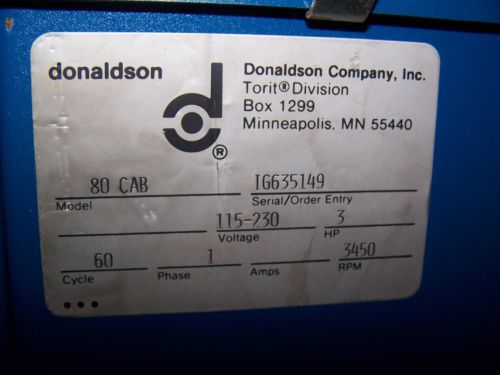 donaldson
Donaldson Company, Inc.
Torit® Division
Box 1299
Minneapolis, MN 55440
®
80 CAB IG635149
Model Serial/Order Entry
115-230 3
Voltage HP
60 1 3450
Cycle Phase Amps RPM